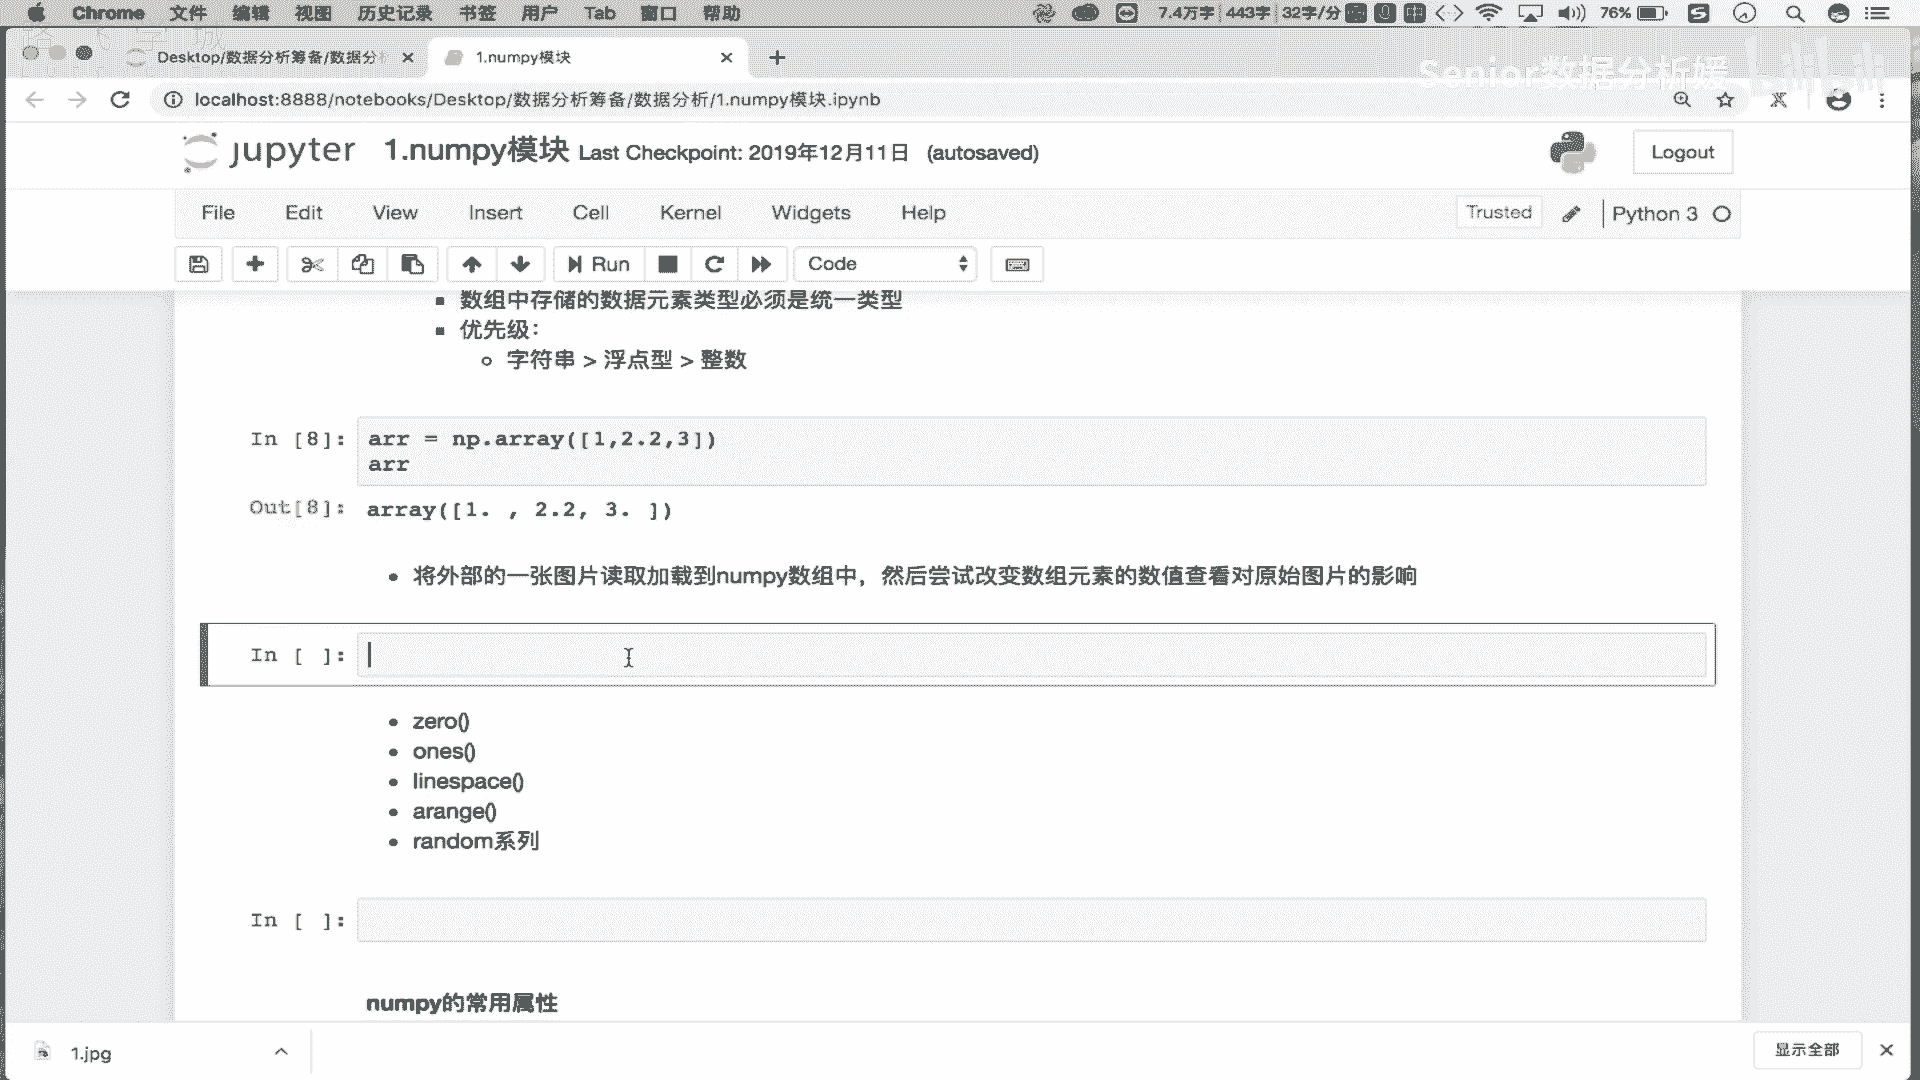 Chrome 文件 编辑 视图 历史记录 书签 用户 Tab 窗口 帮助 7.4万字 443字 32字/分 76%
Desktop/数据分析筹备/数据分析 1.numpy模块
Senior数据分析媛 bilibili
localhost:8888/notebooks/Desktop/数据分析筹备/数据分析/1.numpy模块.ipynb
jupyter 1.numpy模块 Last Checkpoint: 2019年12月11日 (autosaved) Logout
File Edit View Insert Cell Kernel Widgets Help Trusted Python 3
Run Code
数组中存储的数据元素类型必须是统一类型
优先级：
字符串 > 浮点型 > 整数
In [8]: arr = np.array([1,2.2,3])
arr
Out[8]: array([1. , 2.2, 3. ])
将外部的一张图片读取加载到numpy数组中，然后尝试改变数组元素的数值查看对原始图片的影响
In [ ]:
zero()
ones()
linespace()
arange()
random系列
In [ ]:
numpy的常用属性
1.jpg 显示全部